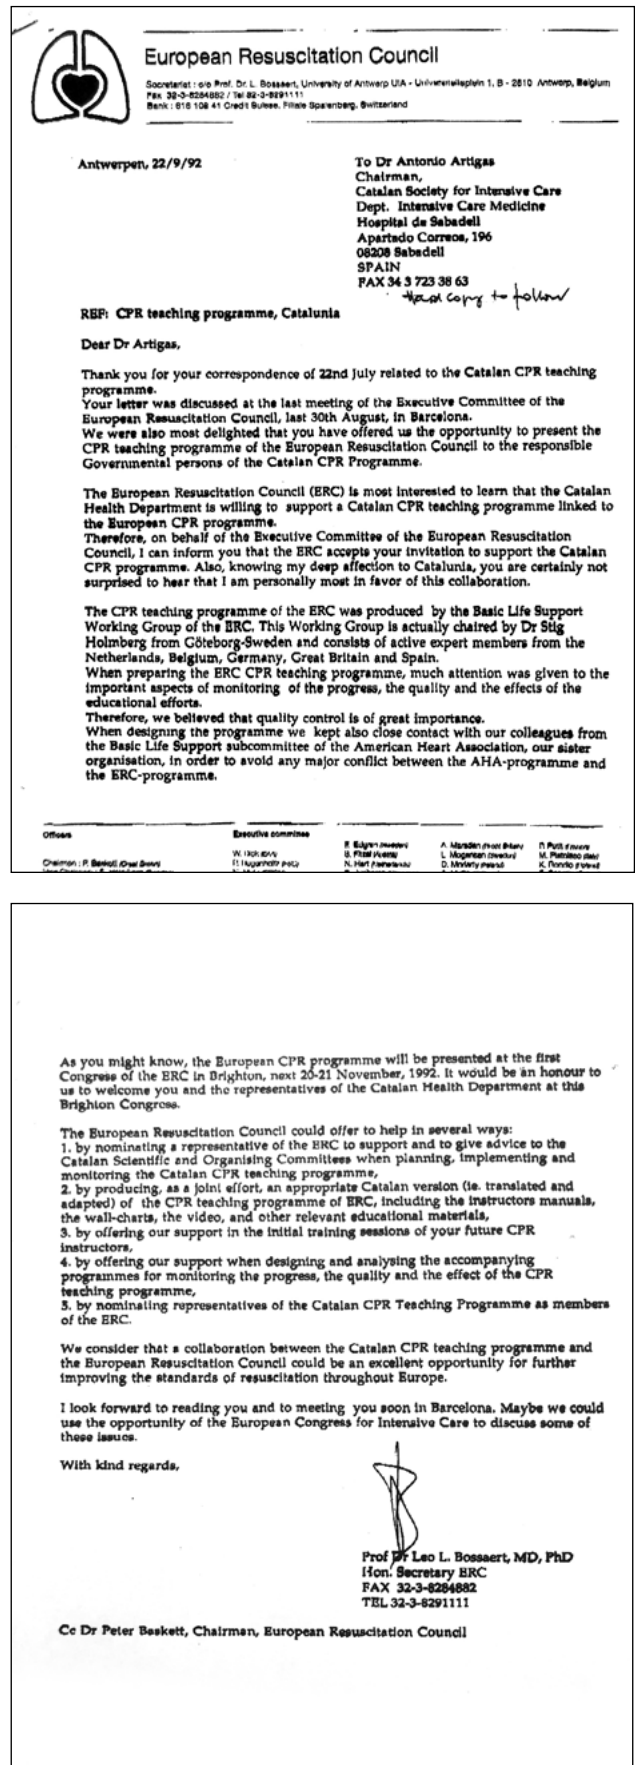 European Resuscitation Council
Secretariat : c/o Prof. Dr. L. Bossaert, University of Antwerp UIA - Universiteitsplein 1, B - 2610 Antwerp, Belgium
Fax 32-3-8284882 / Tel 32-3-8291111
Bank : 816 109 41 Credit Suisse, Filiale Spalenberg, Switzerland
Antwerpen, 22/9/92
To Dr Antonio Artigas
Chairman,
Catalan Society for Intensive Care
Dept. Intensive Care Medicine
Hospital de Sabadell
Apartado Correos, 196
08208 Sabadell
SPAIN
FAX 34 3 723 38 63
Hard copy to follow
REF: CPR teaching programme, Catalunia
Dear Dr Artigas,
Thank you for your correspondence of 22nd July related to the Catalan CPR teaching
programme.
Your letter was discussed at the last meeting of the Executive Committee of the
European Resuscitation Council, last 30th August, in Barcelona.
We were also most delighted that you have offered us the opportunity to present the
CPR teaching programme of the European Resuscitation Council to the responsible
Governmental persons of the Catalan CPR Programme.
The European Resuscitation Council (ERC) is most interested to learn that the Catalan
Health Department is willing to support a Catalan CPR teaching programme linked to
the European CPR programme.
Therefore, on behalf of the Executive Committee of the European Resuscitation
Council, I can inform you that the ERC accepts your invitation to support the Catalan
CPR programme. Also, knowing my deep affection to Catalunia, you are certainly not
surprised to hear that I am personally most in favor of this collaboration.
The CPR teaching programme of the ERC was produced by the Basic Life Support
Working Group of the ERC. This Working Group is actually chaired by Dr Stig
Holmberg from Göteborg-Sweden and consists of active expert members from the
Netherlands, Belgium, Germany, Great Britain and Spain.
When preparing the ERC CPR teaching programme, much attention was given to the
important aspects of monitoring of the progress, the quality and the effects of the
educational efforts.
Therefore, we believed that quality control is of great importance.
When designing the programme we kept also close contact with our colleagues from
the Basic Life Support subcommittee of the American Heart Association, our sister
organisation, in order to avoid any major conflict between the AHA-programme and
the ERC-programme.
Officers Executive committee
Chairman : P. Baskett
As you might know, the European CPR programme will be presented at the first
Congress of the ERC in Brighton, next 20-21 November, 1992. It would be an honour to
us to welcome you and the representatives of the Catalan Health Department at this
Brighton Congress.
The European Resuscitation Council could offer to help in several ways:
1. by nominating a representative of the ERC to support and to give advice to the
Catalan Scientific and Organising Committees when planning, implementing and
monitoring the Catalan CPR teaching programme,
2. by producing, as a joint effort, an appropriate Catalan version (ie. translated and
adapted) of the CPR teaching programme of ERC, including the instructors manuals,
the wall-charts, the video, and other relevant educational materials,
3. by offering our support in the initial training sessions of your future CPR
instructors,
4. by offering our support when designing and analysing the accompanying
programmes for monitoring the progress, the quality and the effect of the CPR
teaching programme,
5. by nominating representatives of the Catalan CPR Teaching Programme as members
of the ERC.
We consider that a collaboration between the Catalan CPR teaching programme and
the European Resuscitation Council could be an excellent opportunity for further
improving the standards of resuscitation throughout Europe.
I look forward to reading you and to meeting you soon in Barcelona. Maybe we could
use the opportunity of the European Congress for Intensive Care to discuss some of
these issues.
With kind regards,
Prof Dr Leo L. Bossaert, MD, PhD
Hon. Secretary ERC
FAX 32-3-8284882
TEL 32-3-8291111
Cc Dr Peter Baskett, Chairman, European Resuscitation Council